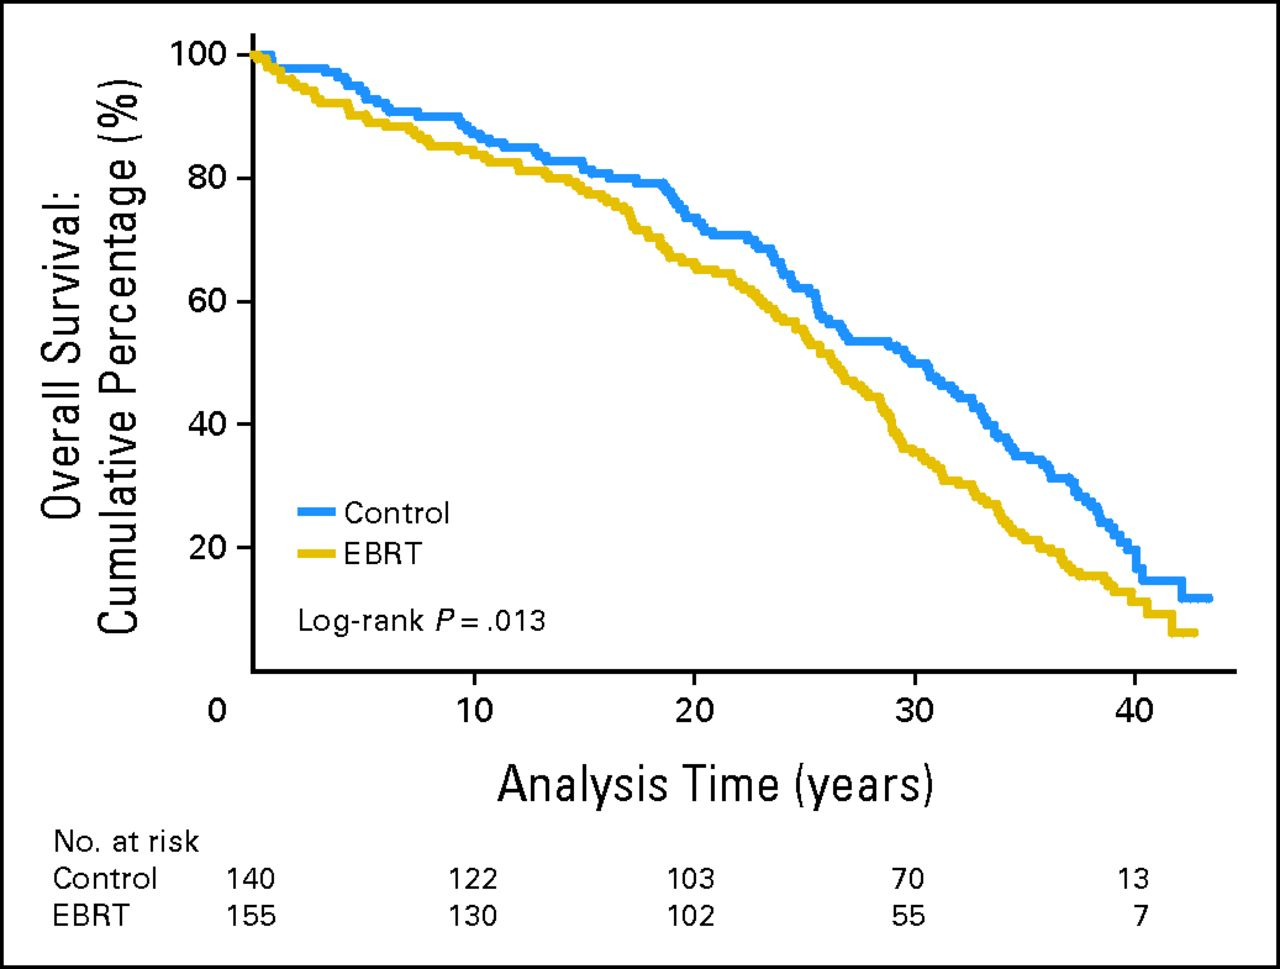 Overall Survival:
Cumulative Percentage (%)
100
80
60
40
20
Control
EBRT
Log-rank P = .013
0 10 20 30 40
Analysis Time (years)
No. at risk
Control 140 122 103 70 13
EBRT 155 130 102 55 7